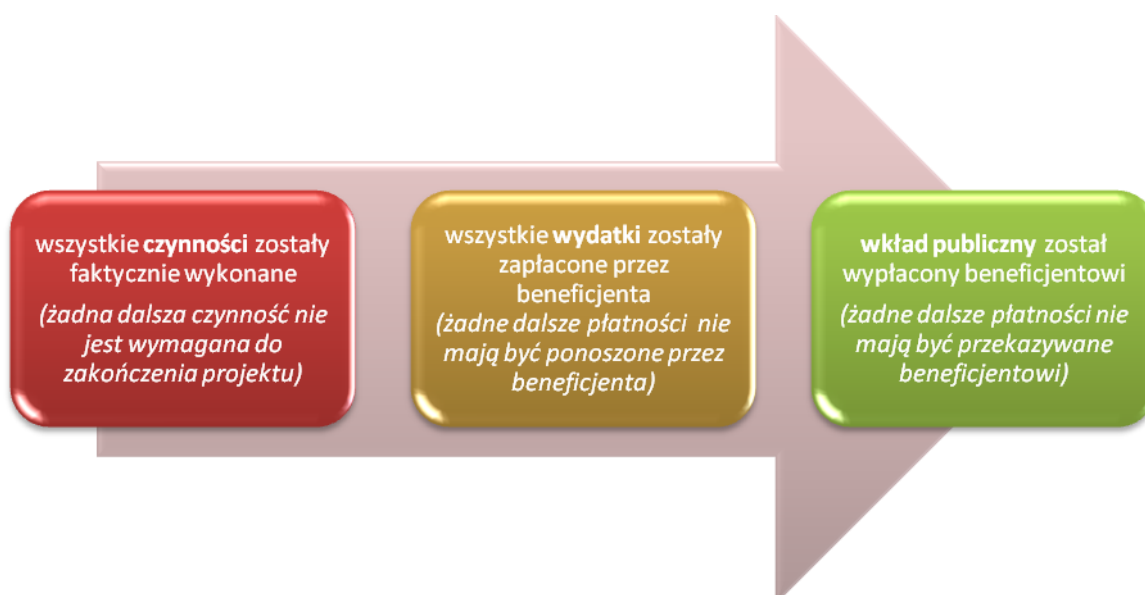 wszystkie czynności zostały
faktycznie wykonane
(żadna dalsza czynność nie
jest wymagana do
zakończenia projektu)
wszystkie wydatki zostały
zapłacone przez
beneficjenta
(żadne dalsze płatności nie
mają być ponoszone przez
beneficjenta)
wkład publiczny został
wypłacony beneficjentowi
(żadne dalsze płatności nie
mają być przekazywane
beneficjentowi)